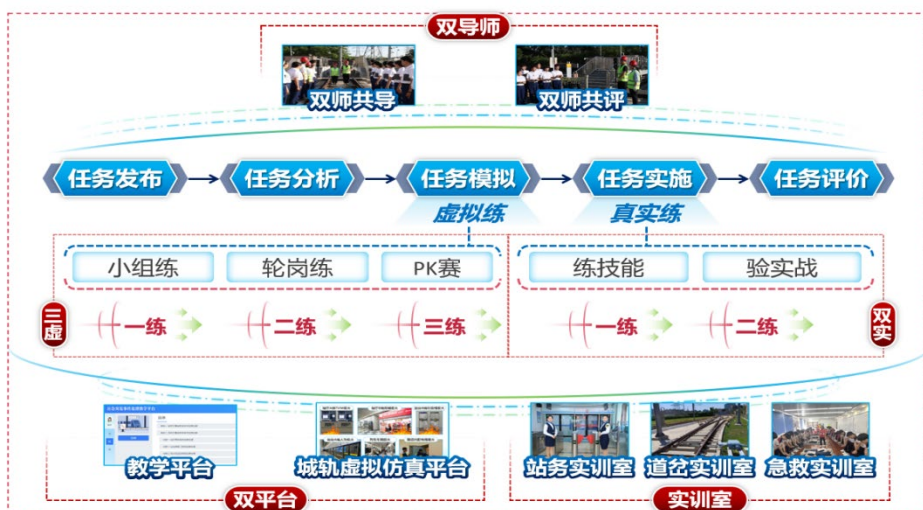 双导师
双师共导 双师共评
任务发布 任务分析 任务模拟 任务实施 任务评价
虚拟练 真实练
小组练 轮岗练 PK赛 练技能 验实战
三虚 一练 二练 三练 一练 二练 双实
教学平台 城轨虚拟仿真平台 站务实训室 道岔实训室 急救实训室
双平台 实训室